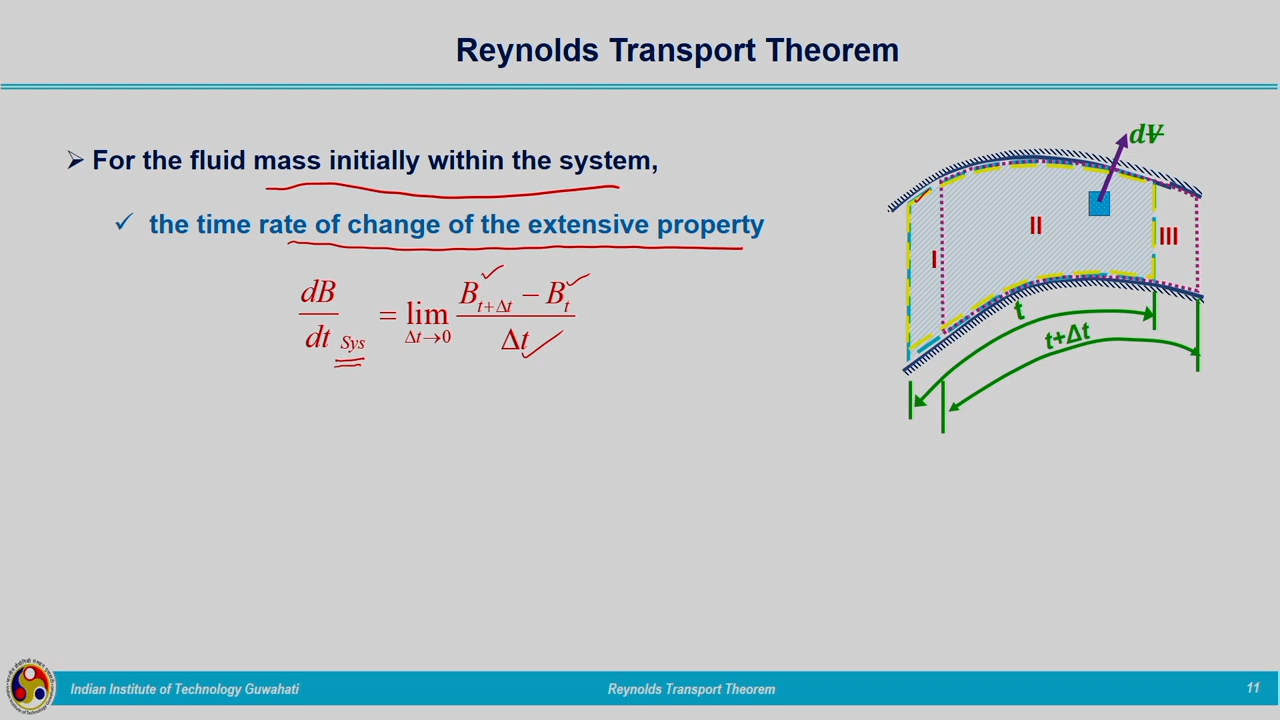 Reynolds Transport Theorem
➢ For the fluid mass initially within the system,
✓ the time rate of change of the extensive property
dB/dt Sys = lim Δt→0 (B t+Δt − B t)/Δt
dV
I
II
III
t
t+Δt
Indian Institute of Technology Guwahati
Reynolds Transport Theorem
11